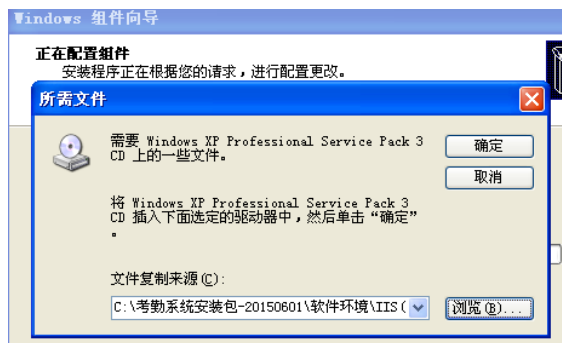 Windows 组件向导
正在配置组件
安装程序正在根据您的请求，进行配置更改。
所需文件
需要 Windows XP Professional Service Pack 3
CD 上的一些文件。
确定
取消
将 Windows XP Professional Service Pack 3
CD 插入下面选定的驱动器中，然后单击“确定”
。
文件复制来源(C):
C:\考勤系统安装包-20150601\软件环境\IIS(
浏览(B)...